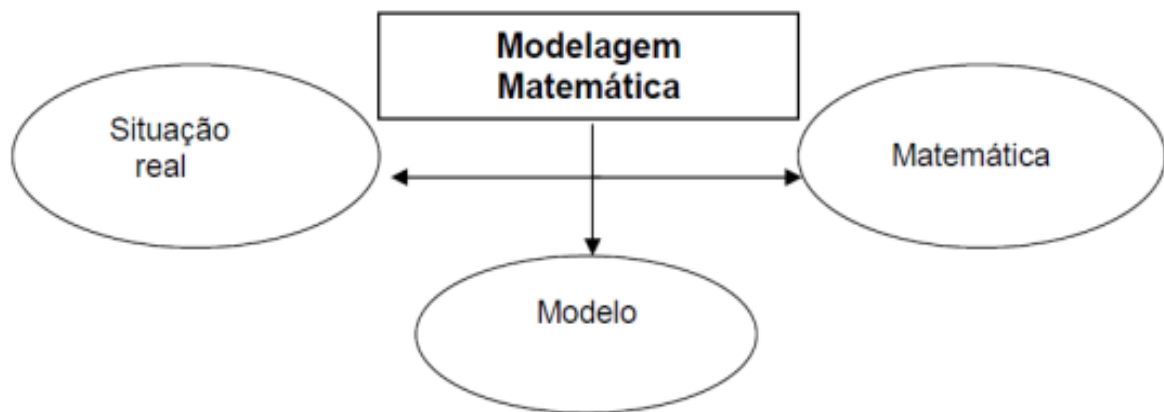 Modelagem
Matemática
Situação
real
Matemática
Modelo